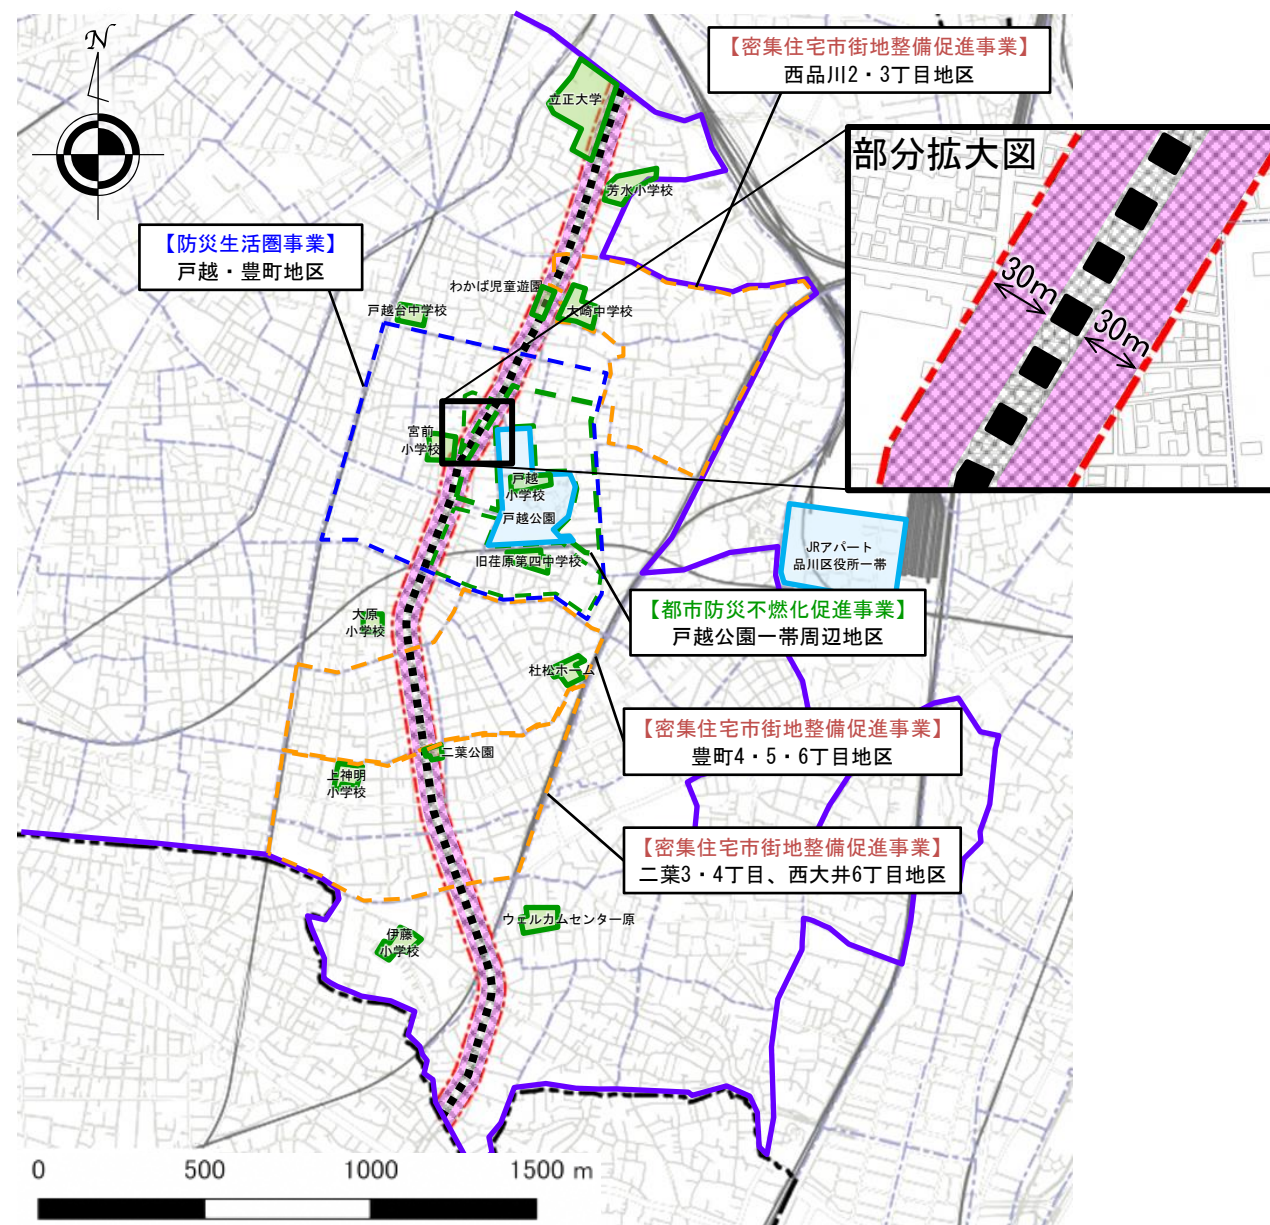 N
【密集住宅市街地整備促進事業】
西品川2・3丁目地区
立正大学
部分拡大図
芳水小学校
【防災生活圏事業】
戸越・豊町地区
30m
30m
わかば児童遊園
戸越台中学校
大崎中学校
宮前
小学校
戸越
小学校
戸越公園
JRアパート
品川区役所一帯
旧荏原第四中学校
【都市防災不燃化促進事業】
戸越公園一帯周辺地区
大原
小学校
杜松ホーム
【密集住宅市街地整備促進事業】
豊町4・5・6丁目地区
二葉公園
上神明
小学校
【密集住宅市街地整備促進事業】
二葉3・4丁目、西大井6丁目地区
ウェルカムセンター原
伊藤
小学校
0 500 1000 1500 m